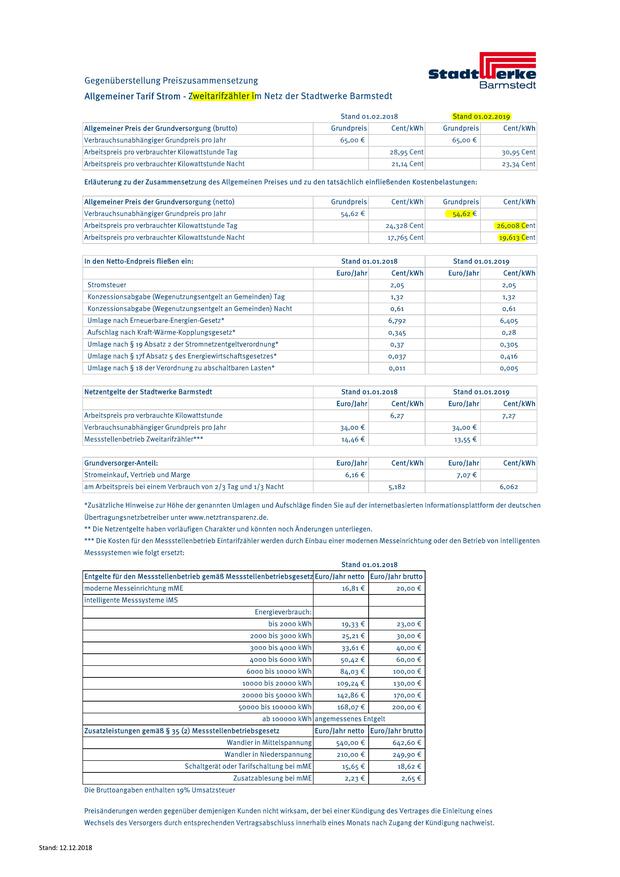 Stadtwerke
Barmstedt
Gegenüberstellung Preiszusammensetzung
Allgemeiner Tarif Strom - Zweitarifzähler im Netz der Stadtwerke Barmstedt
Stand 01.02.2018 Stand 01.02.2019
Allgemeiner Preis der Grundversorgung (brutto) Grundpreis Cent/kWh Grundpreis Cent/kWh
Verbrauchsunabhängiger Grundpreis pro Jahr 65,00 € 65,00 €
Arbeitspreis pro verbrauchter Kilowattstunde Tag 28,95 Cent 30,95 Cent
Arbeitspreis pro verbrauchter Kilowattstunde Nacht 21,14 Cent 23,34 Cent
Erläuterung zu der Zusammensetzung des Allgemeinen Preises und zu den tatsächlich einfließenden Kostenbelastungen:
Allgemeiner Preis der Grundversorgung (netto) Grundpreis Cent/kWh Grundpreis Cent/kWh
Verbrauchsunabhängiger Grundpreis pro Jahr 54,62 € 54,62 €
Arbeitspreis pro verbrauchter Kilowattstunde Tag 24,328 Cent 26,008 Cent
Arbeitspreis pro verbrauchter Kilowattstunde Nacht 17,765 Cent 19,613 Cent
In den Netto-Endpreis fließen ein: Stand 01.01.2018 Stand 01.01.2019
Euro/Jahr Cent/kWh Euro/Jahr Cent/kWh
Stromsteuer 2,05 2,05
Konzessionsabgabe (Wegenutzungsentgelt an Gemeinden) Tag 1,32 1,32
Konzessionsabgabe (Wegenutzungsentgelt an Gemeinden) Nacht 0,61 0,61
Umlage nach Erneuerbare-Energien-Gesetz* 6,792 6,405
Aufschlag nach Kraft-Wärme-Kopplungsgesetz* 0,345 0,28
Umlage nach § 19 Absatz 2 der Stromnetzentgeltverordnung* 0,37 0,305
Umlage nach § 17f Absatz 5 des Energiewirtschaftsgesetzes* 0,037 0,416
Umlage nach § 18 der Verordnung zu abschaltbaren Lasten* 0,011 0,005
Netzentgelte der Stadtwerke Barmstedt Stand 01.01.2018 Stand 01.01.2019
Euro/Jahr Cent/kWh Euro/Jahr Cent/kWh
Arbeitspreis pro verbrauchte Kilowattstunde 6,27 7,27
Verbrauchsunabhängiger Grundpreis pro Jahr 34,00 € 34,00 €
Messstellenbetrieb Zweitarifzähler*** 14,46 € 13,55 €
Grundversorger-Anteil: Euro/Jahr Cent/kWh Euro/Jahr Cent/kWh
Stromeinkauf, Vertrieb und Marge 6,16 € 7,07 €
am Arbeitspreis bei einem Verbrauch von 2/3 Tag und 1/3 Nacht 5,182 6,062
*Zusätzliche Hinweise zur Höhe der genannten Umlagen und Aufschläge finden Sie auf der internetbasierten Informationsplattform der deutschen
Übertragungsnetzbetreiber unter www.netztransparenz.de.
** Die Netzentgelte haben vorläufigen Charakter und könnten noch Änderungen unterliegen.
*** Die Kosten für den Messstellenbetrieb Eintarifzähler werden durch Einbau einer modernen Messeinrichtung oder den Betrieb von intelligenten
Messsystemen wie folgt ersetzt:
Stand 01.01.2018
Entgelte für den Messstellenbetrieb gemäß Messstellenbetriebsgesetz Euro/Jahr netto Euro/Jahr brutto
moderne Messeinrichtung mME 16,81 € 20,00 €
intelligente Messsysteme iMS
Energieverbrauch:
bis 2000 kWh 19,33 € 23,00 €
2000 bis 3000 kWh 25,21 € 30,00 €
3000 bis 4000 kWh 33,61 € 40,00 €
4000 bis 6000 kWh 50,42 € 60,00 €
6000 bis 10000 kWh 84,03 € 100,00 €
10000 bis 20000 kWh 109,24 € 130,00 €
20000 bis 50000 kWh 142,86 € 170,00 €
50000 bis 100000 kWh 168,07 € 200,00 €
ab 100000 kWh angemessenes Entgelt
Zusatzleistungen gemäß § 35 (2) Messstellenbetriebsgesetz Euro/Jahr netto Euro/Jahr brutto
Wandler in Mittelspannung 540,00 € 642,60 €
Wandler in Niederspannung 210,00 € 249,90 €
Schaltgerät oder Tarifschaltung bei mME 15,65 € 18,62 €
Zusatzablesung bei mME 2,23 € 2,65 €
Die Bruttoangaben enthalten 19% Umsatzsteuer
Preisänderungen werden gegenüber demjenigen Kunden nicht wirksam, der bei einer Kündigung des Vertrages die Einleitung eines
Wechsels des Versorgers durch entsprechenden Vertragsabschluss innerhalb eines Monats nach Zugang der Kündigung nachweist.
Stand: 12.12.2018